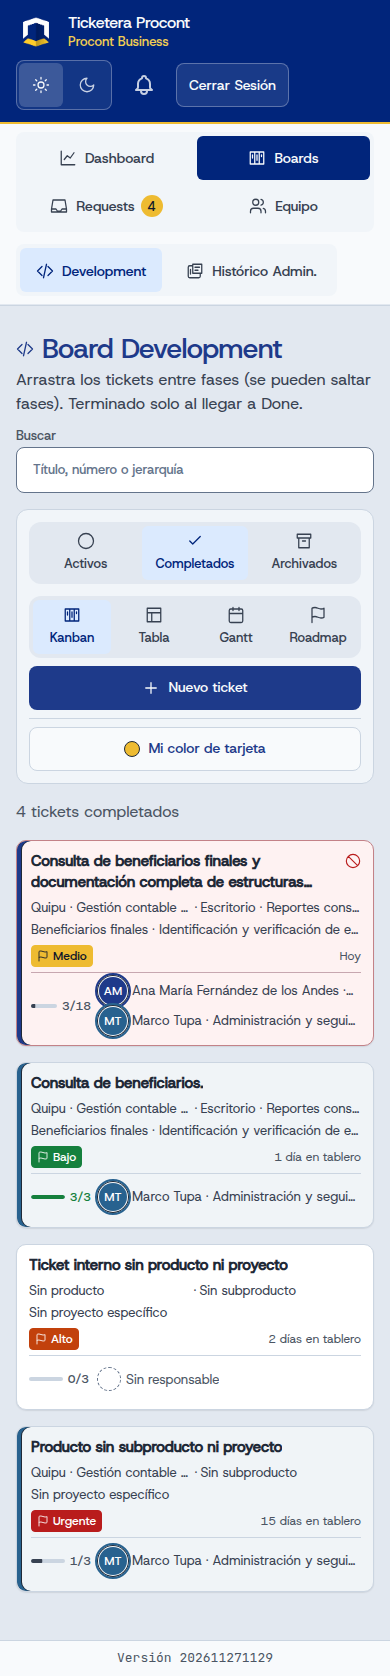 Ticketera Procont
Procont Business
Cerrar Sesión
Dashboard
Boards
Requests 4
Equipo
Development
Histórico Admin.
Board Development
Arrastra los tickets entre fases (se pueden saltar
fases). Terminado solo al llegar a Done.
Buscar
Título, número o jerarquía
Activos
Completados
Archivados
Kanban
Tabla
Gantt
Roadmap
Nuevo ticket
Mi color de tarjeta
4 tickets completados
Consulta de beneficiarios finales y
documentación completa de estructuras…
Quipu · Gestión contable … · Escritorio · Reportes cons…
Beneficiarios finales · Identificación y verificación de e…
Medio
Hoy
3/18
AM Ana María Fernández de los Andes ·…
MT Marco Tupa · Administración y segui…
Consulta de beneficiarios.
Quipu · Gestión contable … · Escritorio · Reportes cons…
Beneficiarios finales · Identificación y verificación de e…
Bajo
1 día en tablero
3/3
MT Marco Tupa · Administración y segui…
Ticket interno sin producto ni proyecto
Sin producto · Sin subproducto
Sin proyecto específico
Alto
2 días en tablero
0/3
Sin responsable
Producto sin subproducto ni proyecto
Quipu · Gestión contable … · Sin subproducto
Sin proyecto específico
Urgente
15 días en tablero
1/3
MT Marco Tupa · Administración y segui…
Versión 202611271129